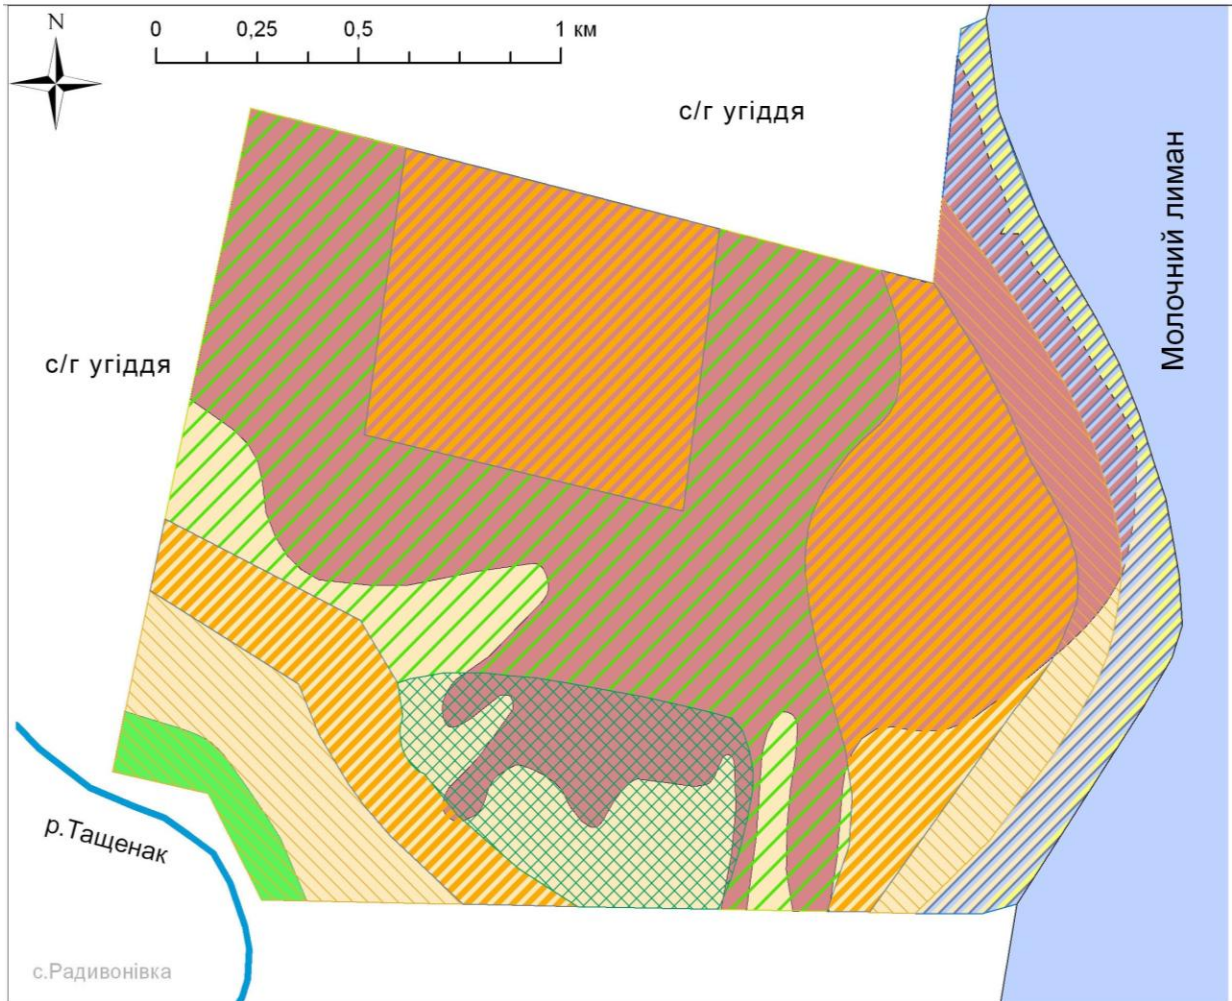 N
0 0,25 0,5 1 км
с/г угіддя
Молочний лиман
с/г угіддя
р.Тащенак
с.Радивонівка